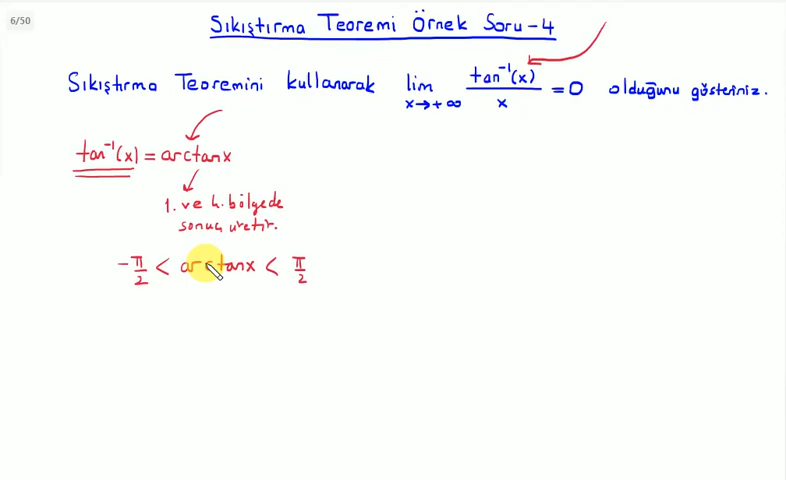 6/50
Sıkıştırma Teoremi Örnek Soru-4
Sıkıştırma Teoremini kullanarak lim x→+∞ tan⁻¹(x)/x = 0 olduğunu gösteriniz.
tan⁻¹(x) = arctanx
1. ve 4. bölgede
sonuç üretir.
-π/2 < arctanx < π/2